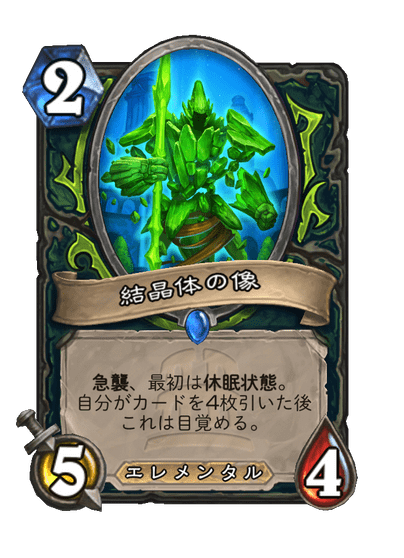 2
結晶体の像
急襲、最初は休眠状態。
自分がカードを4枚引いた後
これは目覚める。
5
エレメンタル
4